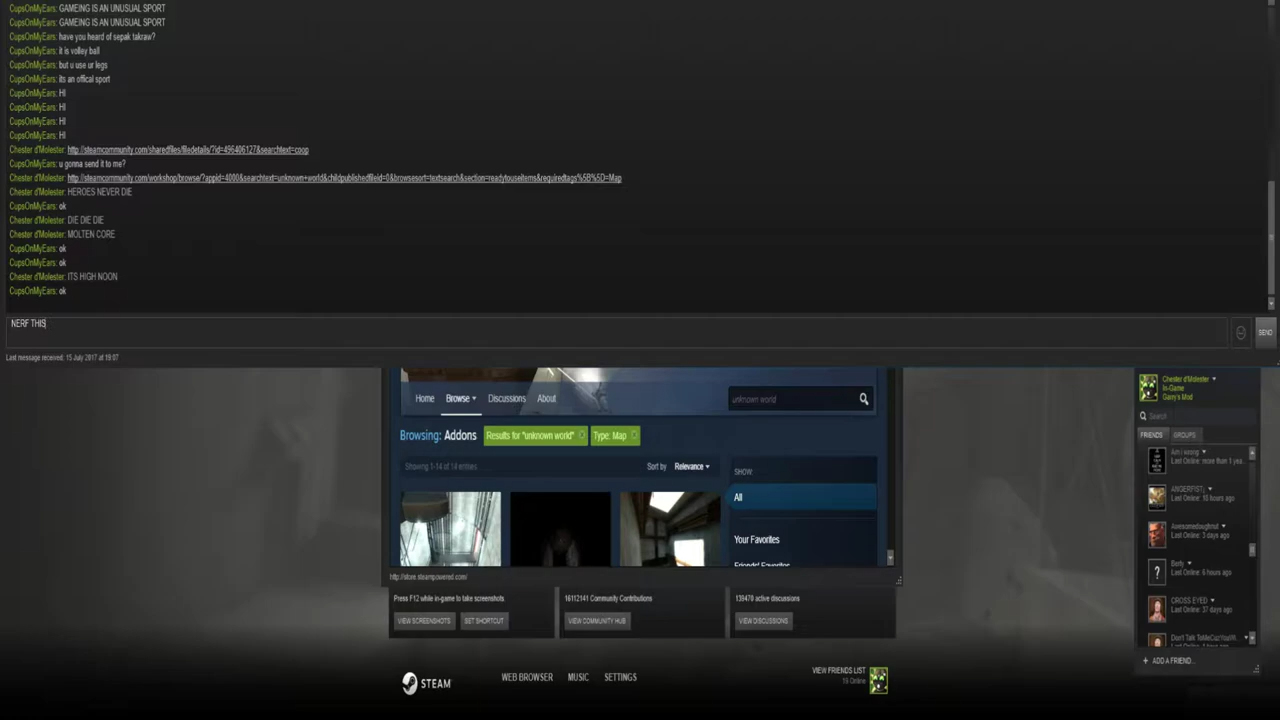 CupsOnMyEars: GAMEING IS AN UNUSUAL SPORT
CupsOnMyEars: GAMEING IS AN UNUSUAL SPORT
CupsOnMyEars: have you heard of sepak takraw?
CupsOnMyEars: it is volley ball
CupsOnMyEars: but u use ur legs
CupsOnMyEars: its an offical sport
CupsOnMyEars: HI
CupsOnMyEars: HI
CupsOnMyEars: HI
CupsOnMyEars: HI
Chester d'Molester: http://steamcommunity.com/sharedfiles/filedetails/?id=496406127&searchtext=coop
CupsOnMyEars: u gonna send it to me?
Chester d'Molester: http://steamcommunity.com/workshop/browse/?appid=4000&searchtext=unknown+world&childpublishedfileid=0&browsesort=textsearch&section=readytouseitems&requiredtags%5B%5D=Map
Chester d'Molester: HEROES NEVER DIE
CupsOnMyEars: ok
Chester d'Molester: DIE DIE DIE
Chester d'Molester: MOLTEN CORE
CupsOnMyEars: ok
CupsOnMyEars: ok
Chester d'Molester: ITS HIGH NOON
CupsOnMyEars: ok
NERF THIS
SEND
Last message received: 15 July 2017 at 19:07
Home Browse Discussions About
unknown world
Browsing: Addons Results for "unknown world" Type: Map
Showing 1-14 of 14 entries
Sort by Relevance
SHOW:
All
Your Favorites
Friends' Favorites
http://store.steampowered.com/
Press F12 while in-game to take screenshots
VIEW SCREENSHOTS SET SHORTCUT
16112141 Community Contributions
VIEW COMMUNITY HUB
139470 active discussions
VIEW DISCUSSIONS
Chester d'Molester
In-Game
Garry's Mod
Search
FRIENDS GROUPS
Am i wrong
Last Online: more than 1 yea...
ANGERFIST
Last Online: 15 hours ago
Awesomedoughnut
Last Online: 3 days ago
Last Online: 6 hours ago
CROSS EYED
Last Online: 37 days ago
Don't Talk
ADD A FRIEND...
STEAM
WEB BROWSER MUSIC SETTINGS
VIEW FRIENDS LIST
19 Online